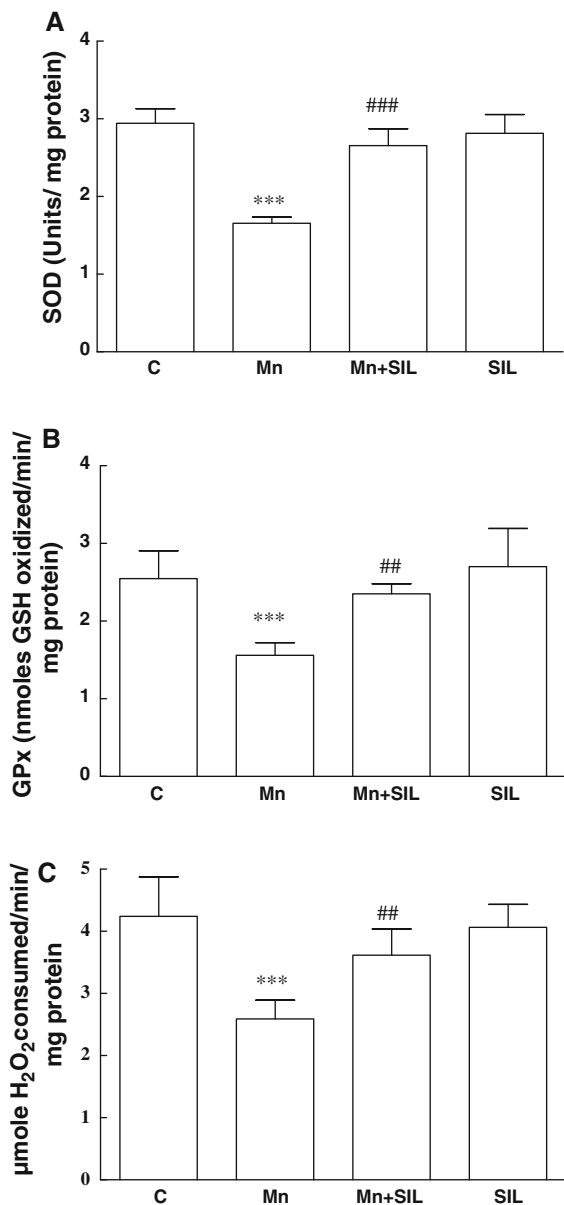 A
SOD (Units/ mg protein)
4
3
2
1
0
***
###
C Mn Mn+SIL SIL
B
GPx (nmoles GSH oxidized/min/
mg protein)
4
3
2
1
0
***
##
C Mn Mn+SIL SIL
C
µmole H₂O₂consumed/min/
mg protein
5
4
3
2
1
0
***
##
C Mn Mn+SIL SIL